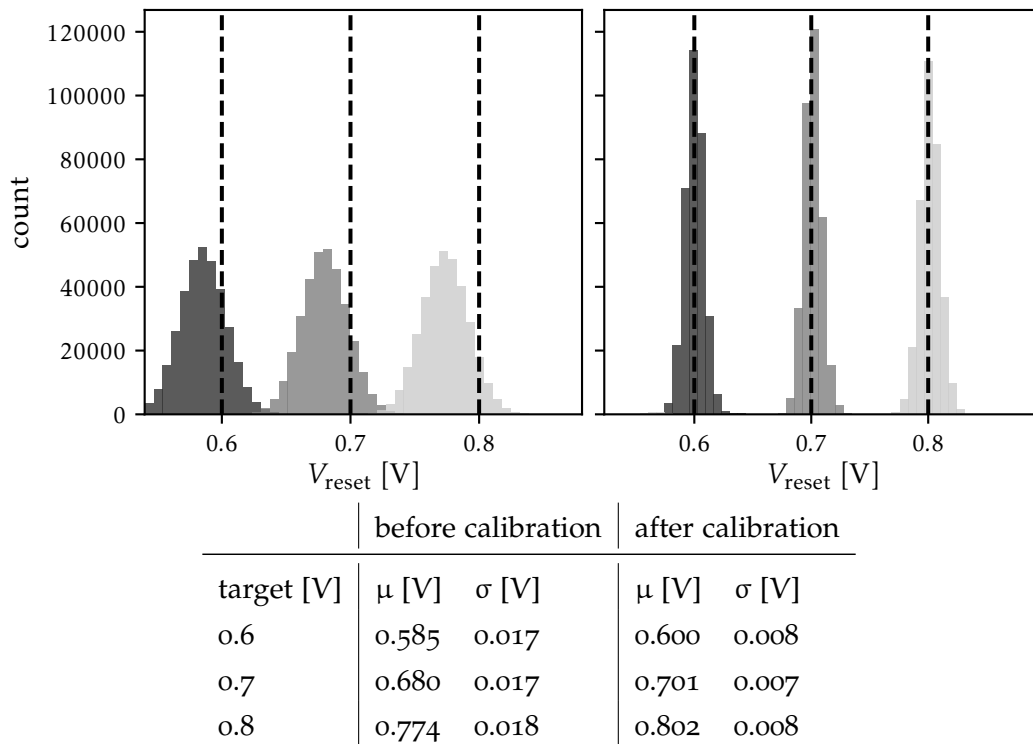 120000
100000
80000
60000
40000
20000
0
count
0.6 0.7 0.8
V_reset [V]
0.6 0.7 0.8
V_reset [V]
before calibration after calibration
target [V] μ [V] σ [V] μ [V] σ [V]
0.6 0.585 0.017 0.600 0.008
0.7 0.680 0.017 0.701 0.007
0.8 0.774 0.018 0.802 0.008